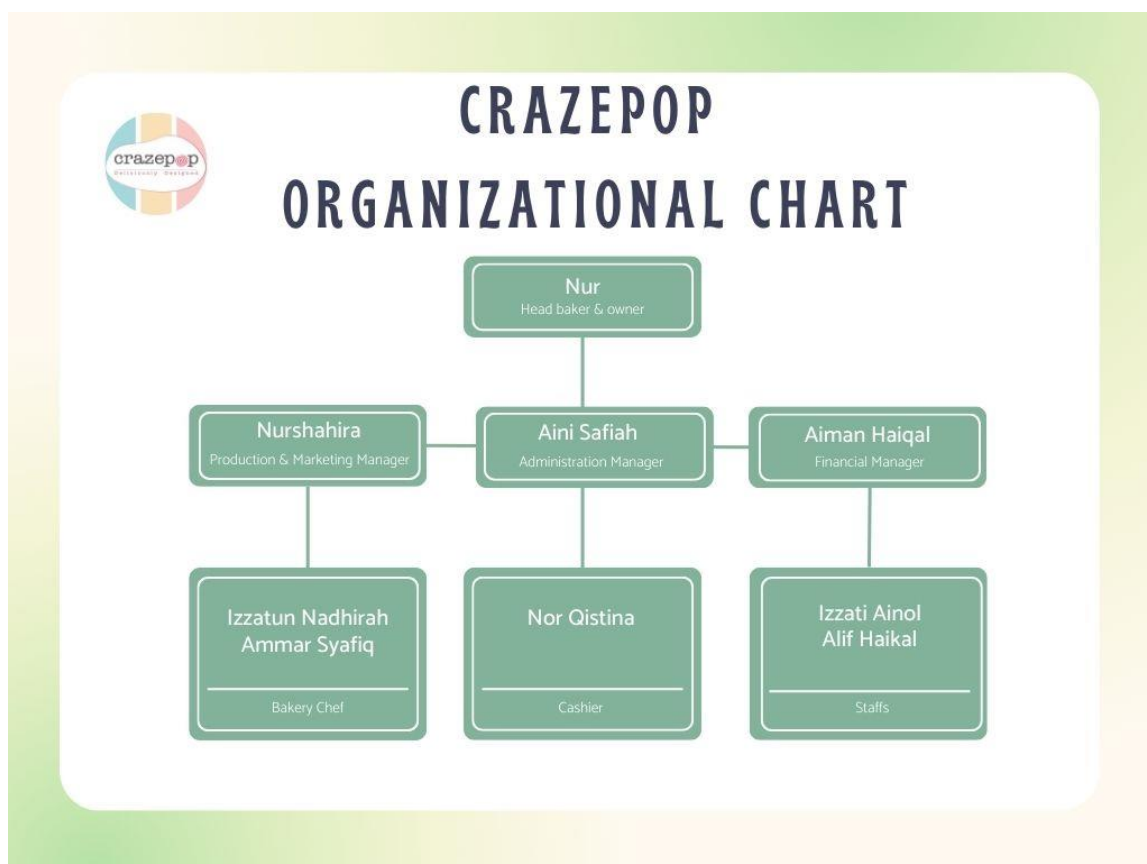 crazepop
Deliciously Designed
CRAZEPOP
ORGANIZATIONAL CHART
Nur
Head baker & owner
Nurshahira
Production & Marketing Manager
Aini Safiah
Administration Manager
Aiman Haiqal
Financial Manager
Izzatun Nadhirah
Ammar Syafiq
Bakery Chef
Nor Qistina
Cashier
Izzati Ainol
Alif Haikal
Staffs